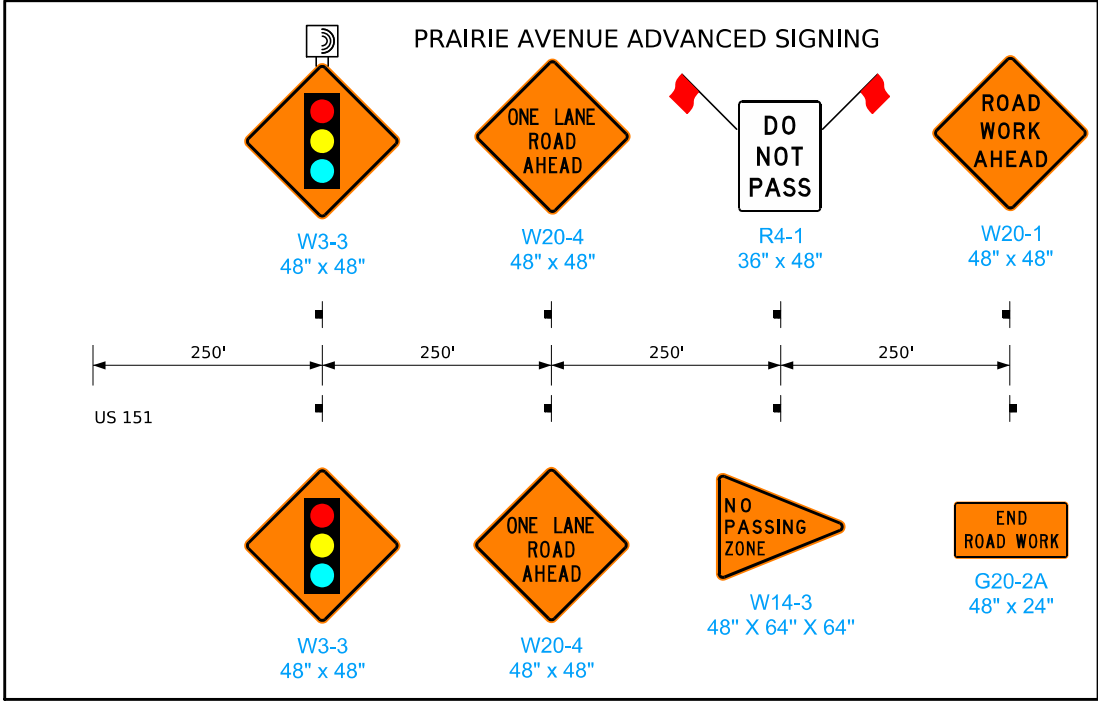 PRAIRIE AVENUE ADVANCED SIGNING
ONE LANE
ROAD
AHEAD
DO
NOT
PASS
ROAD
WORK
AHEAD
W3-3
48" x 48"
W20-4
48" x 48"
R4-1
36" x 48"
W20-1
48" x 48"
250'
250'
250'
250'
US 151
ONE LANE
ROAD
AHEAD
NO
PASSING
ZONE
END
ROAD WORK
W3-3
48" x 48"
W20-4
48" x 48"
W14-3
48" X 64" X 64"
G20-2A
48" x 24"